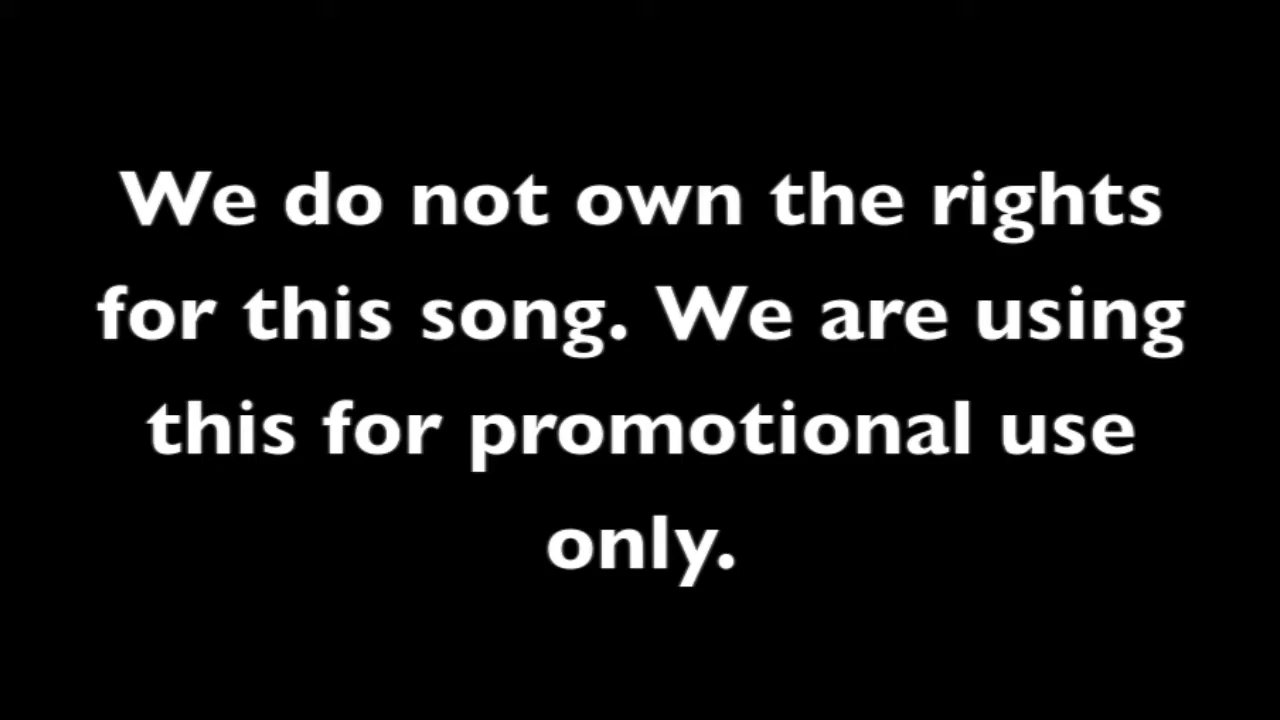 We do not own the rights
for this song. We are using
this for promotional use
only.